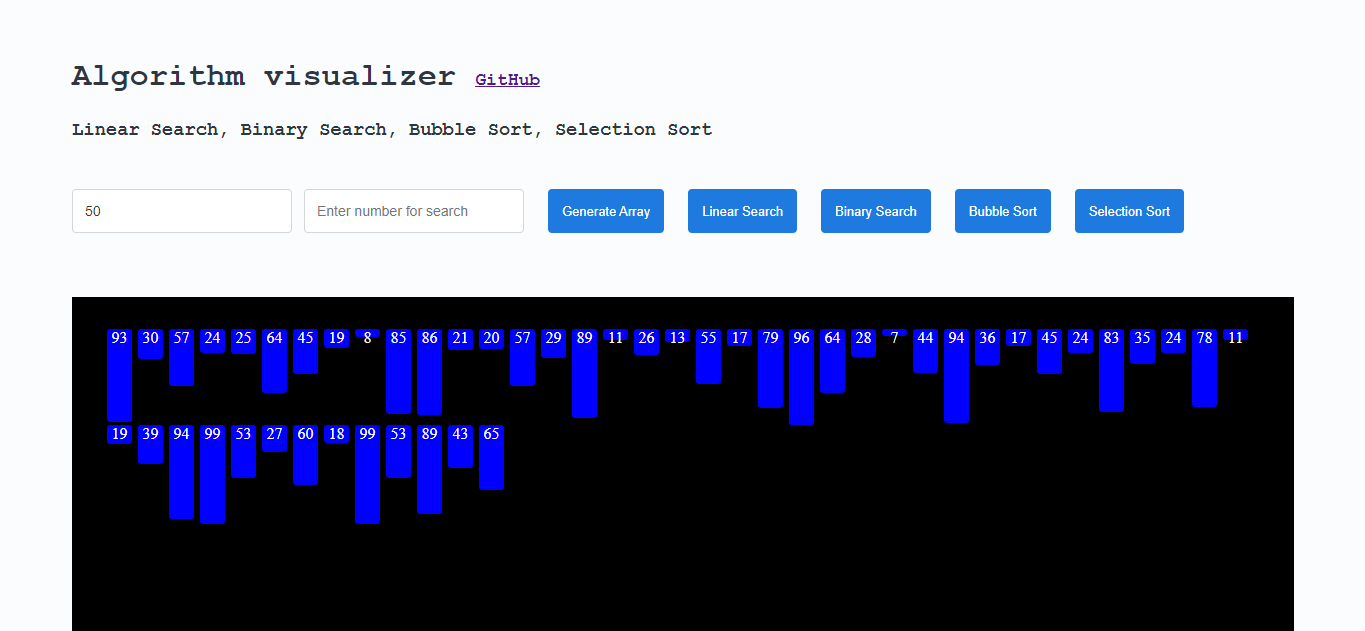 Algorithm visualizer GitHub
Linear Search, Binary Search, Bubble Sort, Selection Sort
50 Enter number for search Generate Array Linear Search Binary Search Bubble Sort Selection Sort
93 30 57 24 25 64 45 19 8 85 86 21 20 57 29 89 11 26 13 55 17 79 96 64 28 7 44 94 36 17 45 24 83 35 24 78 11
19 39 94 99 53 27 60 18 99 53 89 43 65